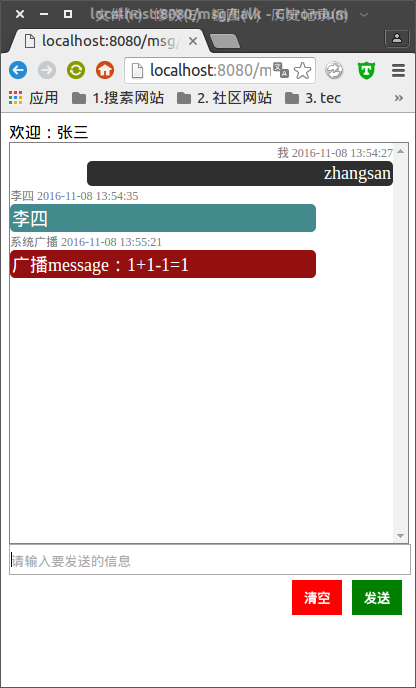 localhost:8080/msg/talk - Chromium
localhost:8080/msg/
localhost:8080/m
应用 1.搜素网站 2. 社区网站 3. tec »
欢迎：张三
我 2016-11-08 13:54:27
zhangsan
李四 2016-11-08 13:54:35
李四
系统广播 2016-11-08 13:55:21
广播message：1+1-1=1
请输入要发送的信息
清空 发送